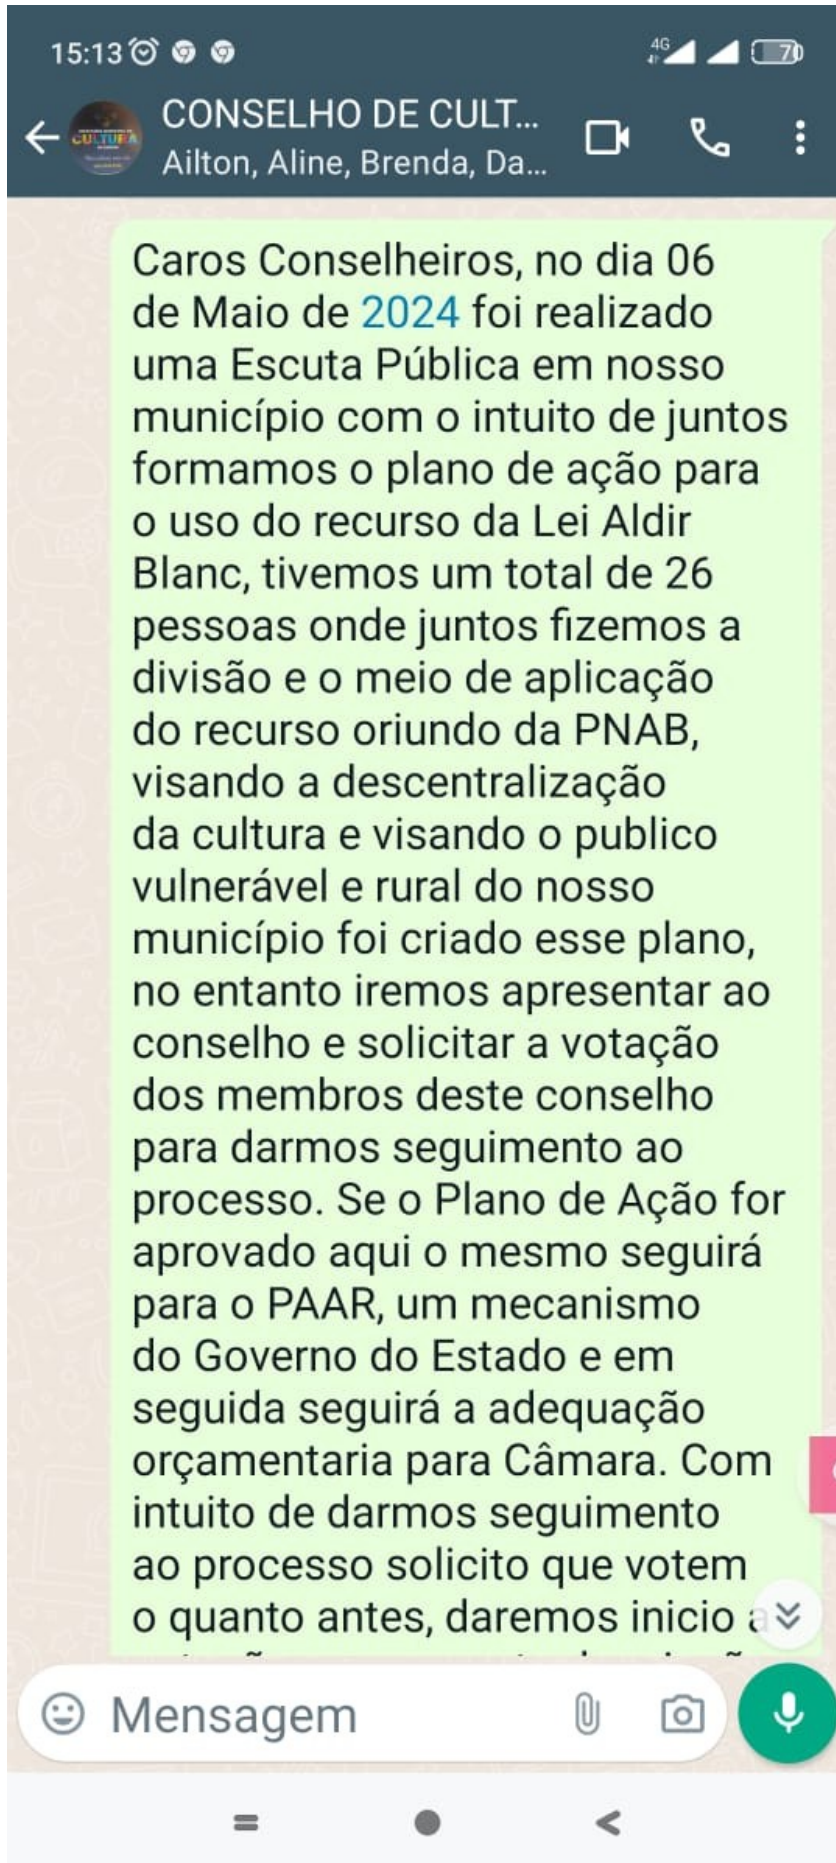 15:13
4G
70
CONSELHO DE CULT...
Ailton, Aline, Brenda, Da...
CULTURA
Caros Conselheiros, no dia 06
de Maio de 2024 foi realizado
uma Escuta Pública em nosso
município com o intuito de juntos
formamos o plano de ação para
o uso do recurso da Lei Aldir
Blanc, tivemos um total de 26
pessoas onde juntos fizemos a
divisão e o meio de aplicação
do recurso oriundo da PNAB,
visando a descentralização
da cultura e visando o publico
vulnerável e rural do nosso
município foi criado esse plano,
no entanto iremos apresentar ao
conselho e solicitar a votação
dos membros deste conselho
para darmos seguimento ao
processo. Se o Plano de Ação for
aprovado aqui o mesmo seguirá
para o PAAR, um mecanismo
do Governo do Estado e em
seguida seguirá a adequação
orçamentaria para Câmara. Com
intuito de darmos seguimento
ao processo solicito que votem
o quanto antes, daremos inicio a
Mensagem